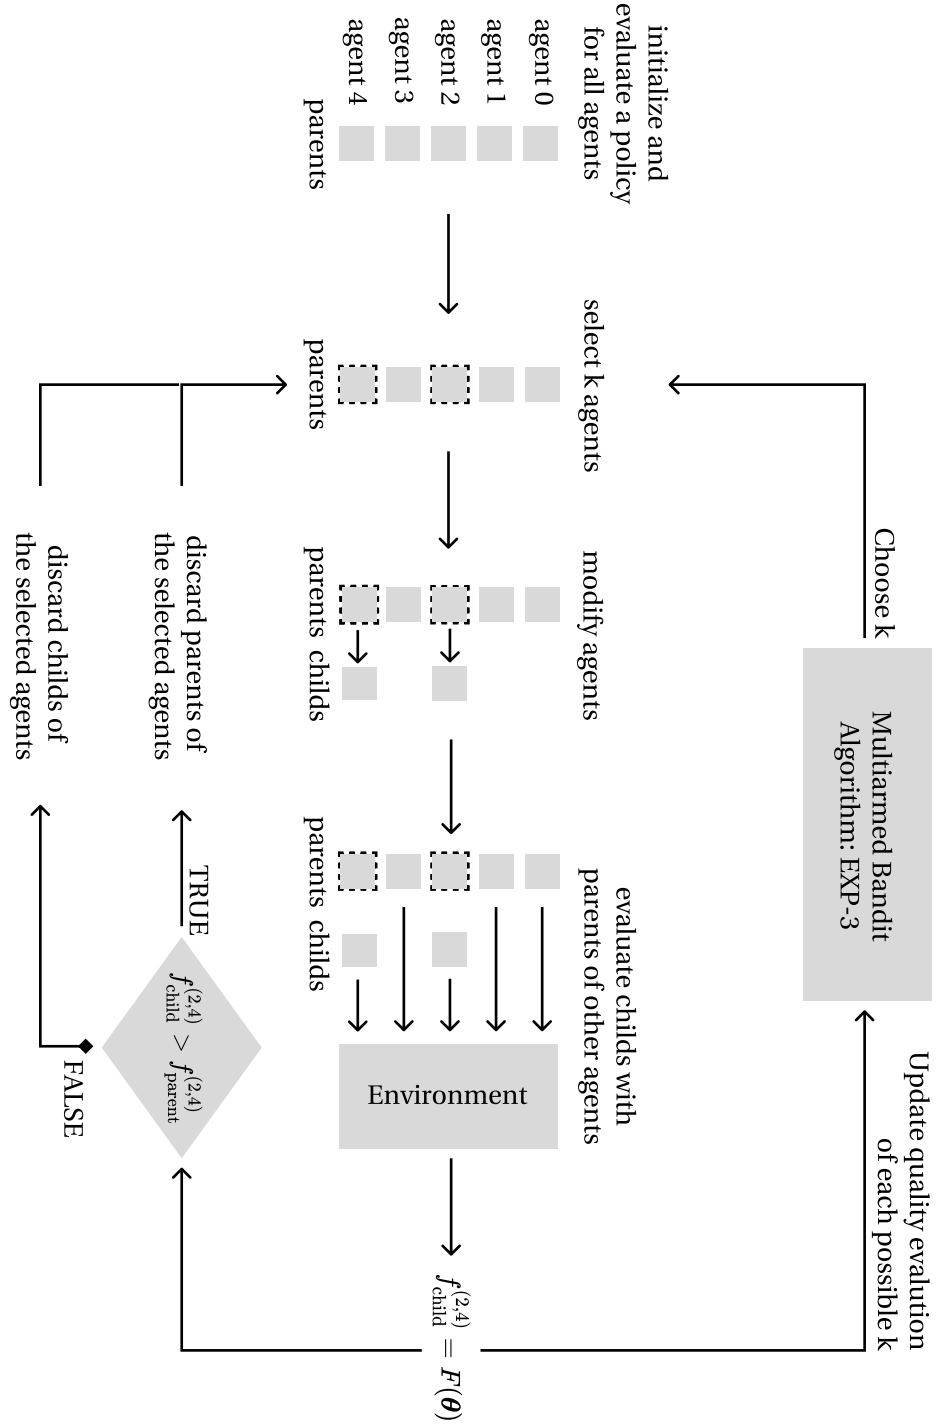 Multiarmed Bandit
Algorithm: EXP-3
Choose k
Update quality evalution
of each possible k
initialize and
evaluate a policy
for all agents
select k agents
modify agents
evaluate childs with
parents of other agents
agent 0
agent 1
agent 2
agent 3
agent 4
parents
parents
parents childs
parents childs
Environment
f_child^(2,4) = F(θ)
f_child^(2,4) > f_parent^(2,4)
TRUE
FALSE
discard parents of
the selected agents
discard childs of
the selected agents